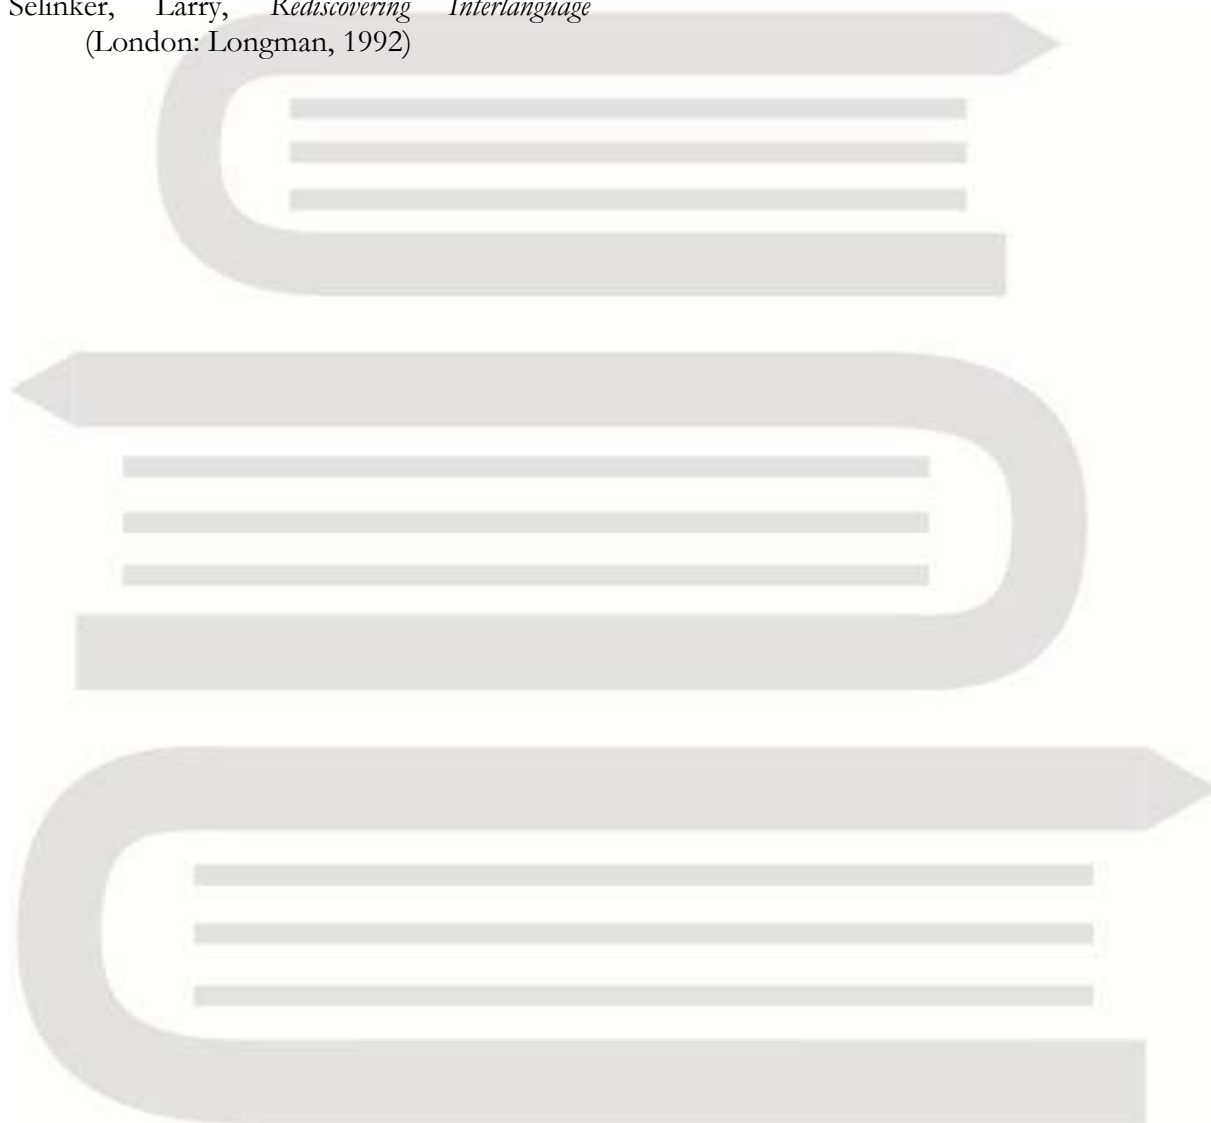 Selinker, Larry, Rediscovering Interlanguage
(London: Longman, 1992)